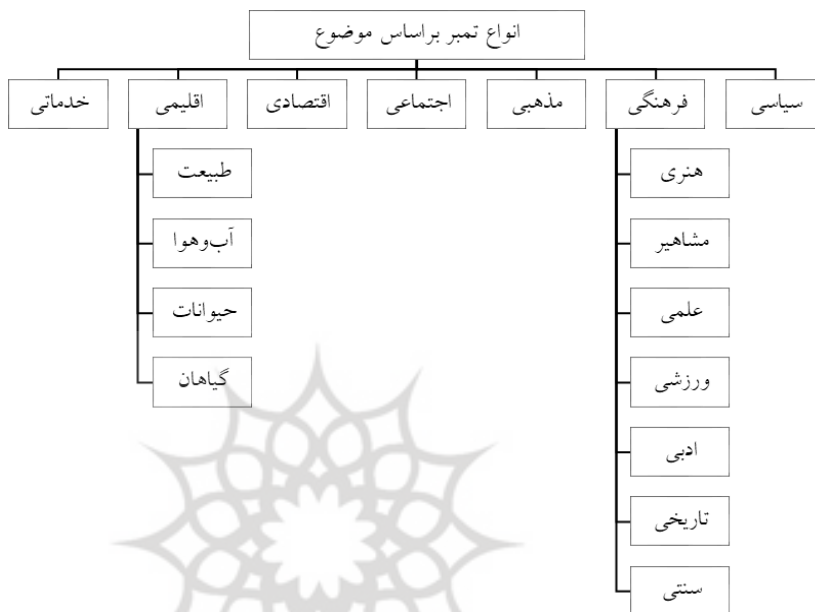 انواع تمبر براساس موضوع
سیاسی
فرهنگی
مذهبی
اجتماعی
اقتصادی
اقلیمی
خدماتی
هنری
مشاهیر
علمی
ورزشی
ادبی
تاریخی
سنتی
طبیعت
آب‌وهوا
حیوانات
گیاهان